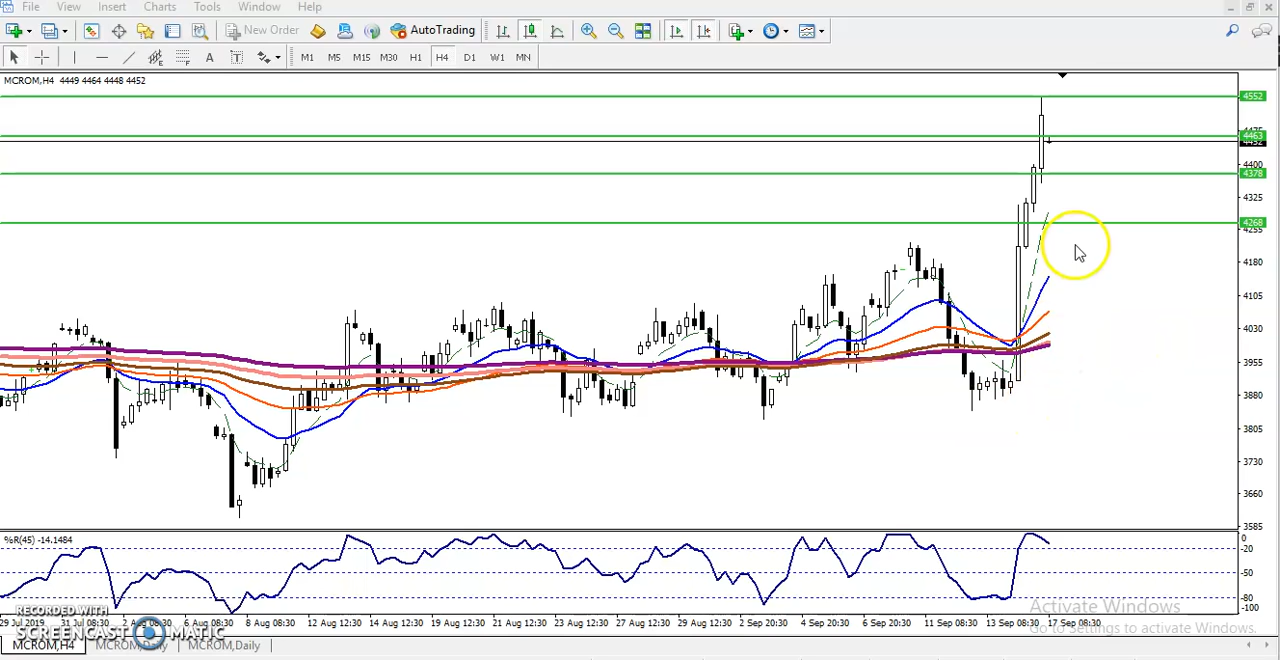 File View Insert Charts Tools Window Help
New Order AutoTrading
A T M1 M5 M15 M30 H1 H4 D1 W1 MN
MCROM,H4 4449 4464 4448 4452
4552
4463
4400
4378
4325
4268
4255
4180
4105
4030
3955
3880
3805
3730
3660
3585
%R(45) -14.1484
0
-20
-50
-80
-100
Activate Windows
Go to Settings to activate Windows.
RECORDED WITH
SCREENCAST MATIC
29 Jul 2019 31 Jul 08:30 2 Aug 08:30 6 Aug 08:30 8 Aug 08:30 12 Aug 12:30 14 Aug 12:30 19 Aug 12:30 21 Aug 12:30 23 Aug 12:30 27 Aug 12:30 29 Aug 12:30 2 Sep 20:30 4 Sep 20:30 6 Sep 20:30 11 Sep 08:30 13 Sep 08:30 17 Sep 08:30
MCROM,H4 MCROM,Daily MCROM,Daily